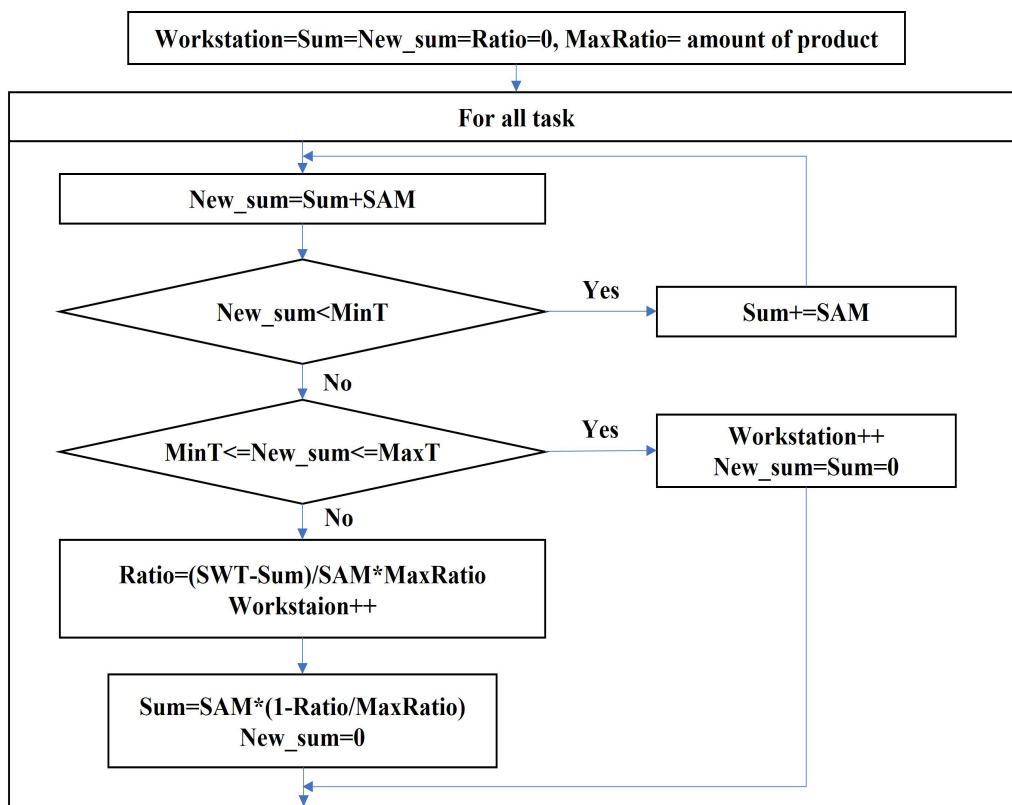 Workstation=Sum=New_sum=Ratio=0, MaxRatio= amount of product
For all task
New_sum=Sum+SAM
New_sum<MinT
Yes
Sum+=SAM
No
MinT<=New_sum<=MaxT
Yes
Workstation++
New_sum=Sum=0
No
Ratio=(SWT-Sum)/SAM*MaxRatio
Workstaion++
Sum=SAM*(1-Ratio/MaxRatio)
New_sum=0